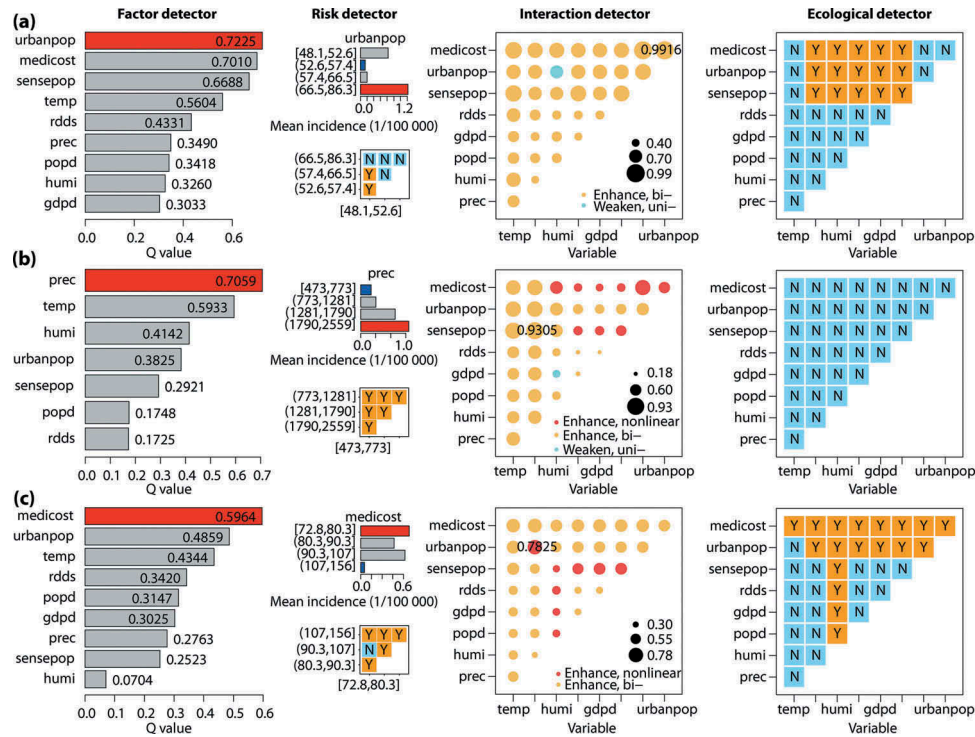 Factor detector
Risk detector
Interaction detector
Ecological detector
(a)
urbanpop 0.7225
medicost 0.7010
sensepop 0.6688
temp 0.5604
rdds 0.4331
prec 0.3490
popd 0.3418
humi 0.3260
gdpd 0.3033
0.0 0.2 0.4 0.6
Q value
urbanpop
[48.1,52.6]
(52.6,57.4]
(57.4,66.5]
(66.5,86.3]
0.0 1.2
Mean incidence (1/100 000)
(66.5,86.3] N N N
(57.4,66.5] Y N
(52.6,57.4] Y
[48.1,52.6]
medicost 0.9916
urbanpop
sensepop
rdds
gdpd
popd
humi
prec
0.40
0.70
0.99
Enhance, bi−
Weaken, uni−
temp humi gdpd urbanpop
Variable
medicost N Y Y Y Y Y N N
urbanpop N Y Y Y Y Y N
sensepop N Y Y Y Y Y
rdds N N N N N
gdpd N N N N
popd N N N
humi N N
prec N
temp humi gdpd urbanpop
Variable
(b)
prec 0.7059
temp 0.5933
humi 0.4142
urbanpop 0.3825
sensepop 0.2921
popd 0.1748
rdds 0.1725
0.0 0.1 0.2 0.3 0.4 0.5 0.6 0.7
Q value
prec
[473,773]
(773,1281]
(1281,1790]
(1790,2559]
0.0 1.0
Mean incidence (1/100 000)
(773,1281] Y Y Y
(1281,1790] Y Y
(1790,2559] Y
[473,773]
medicost
urbanpop
sensepop 0.9305
rdds
gdpd
popd
humi
prec
0.18
0.60
0.93
Enhance, nonlinear
Enhance, bi−
Weaken, uni−
temp humi gdpd urbanpop
Variable
medicost N N N N N N N N
urbanpop N N N N N N N
sensepop N N N N N N
rdds N N N N N
gdpd N N N N
popd N N N
humi N N
prec N
temp humi gdpd urbanpop
Variable
(c)
medicost 0.5964
urbanpop 0.4859
temp 0.4344
rdds 0.3420
popd 0.3147
gdpd 0.3025
prec 0.2763
sensepop 0.2523
humi 0.0704
0.0 0.1 0.2 0.3 0.4 0.5 0.6
Q value
medicost
[72.8,80.3]
(80.3,90.3]
(90.3,107]
(107,156]
0.0 0.6
Mean incidence (1/100 000)
(107,156] Y Y Y
(90.3,107] N Y
(80.3,90.3] Y
[72.8,80.3]
medicost
urbanpop 0.7825
sensepop
rdds
gdpd
popd
humi
prec
0.30
0.55
0.78
Enhance, nonlinear
Enhance, bi−
temp humi gdpd urbanpop
Variable
medicost Y Y Y Y Y Y Y Y
urbanpop N Y Y Y Y Y Y
sensepop N N Y N N N
rdds N N Y N N
gdpd N N Y N
popd N N Y
humi N N
prec N
temp humi gdpd urbanpop
Variable